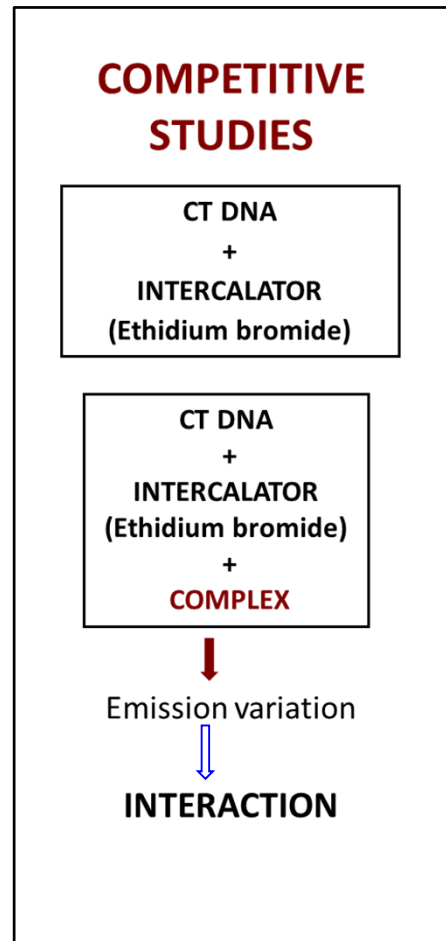 COMPETITIVE
STUDIES
CT DNA
+
INTERCALATOR
(Ethidium bromide)
CT DNA
+
INTERCALATOR
(Ethidium bromide)
+
COMPLEX
Emission variation
INTERACTION